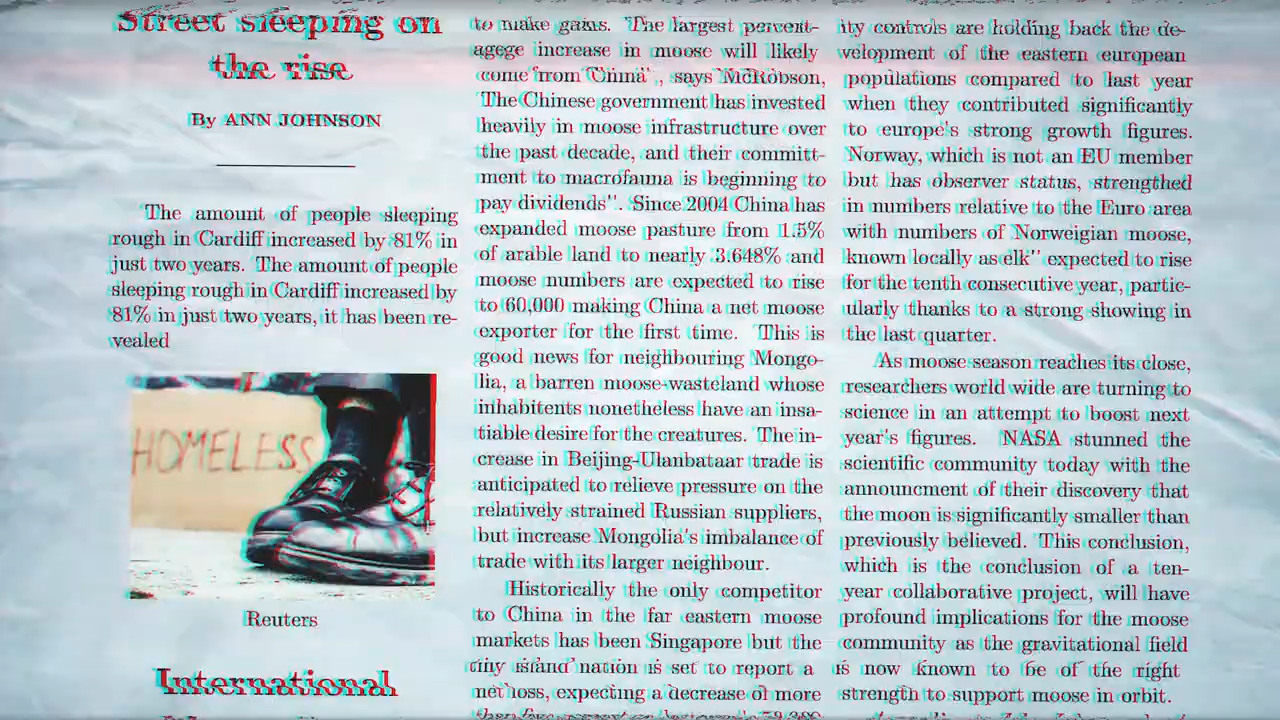 Street sleeping on
the rise
By ANN JOHNSON
The amount of people sleeping
rough in Cardiff increased by 81% in
just two years. The amount of people
sleeping rough in Cardiff increased by
81% in just two years, it has been re-
vealed
HOMELESS
Reuters
International
to make gains. The largest percent-
agege increase in moose will likely
come from China", says McRobson,
"The Chinese government has invested
heavily in moose infrastructure over
the past decade, and their committ-
ment to macrofauna is beginning to
pay dividends". Since 2004 China has
expanded moose pasture from 1.5%
of arable land to nearly 3.648% and
moose numbers are expected to rise
to 60,000 making China a net moose
exporter for the first time. This is
good news for neighbouring Mongo-
lia, a barren moose-wasteland whose
inhabitents nonetheless have an insa-
tiable desire for the creatures. The in-
crease in Beijing-Ulanbataar trade is
anticipated to relieve pressure on the
relatively strained Russian suppliers,
but increase Mongolia's imbalance of
trade with its larger neighbour.
Historically the only competitor
to China in the far eastern moose
markets has been Singapore but the
tiny island nation is set to report a
net loss, expecting a decrease of more
ity controls are holding back the de-
velopment of the eastern european
populations compared to last year
when they contributed significantly
to europe's strong growth figures.
Norway, which is not an EU member
but has observer status, strengthed
in numbers relative to the Euro area
with numbers of Norweigian moose,
known locally as elk" expected to rise
for the tenth consecutive year, partic-
ularly thanks to a strong showing in
the last quarter.
As moose season reaches its close,
researchers world wide are turning to
science in an attempt to boost next
year's figures. NASA stunned the
scientific community today with the
announcment of their discovery that
the moon is significantly smaller than
previously believed. This conclusion,
which is the conclusion of a ten-
year collaborative project, will have
profound implications for the moose
community as the gravitational field
is now known to be of the right
strength to support moose in orbit.